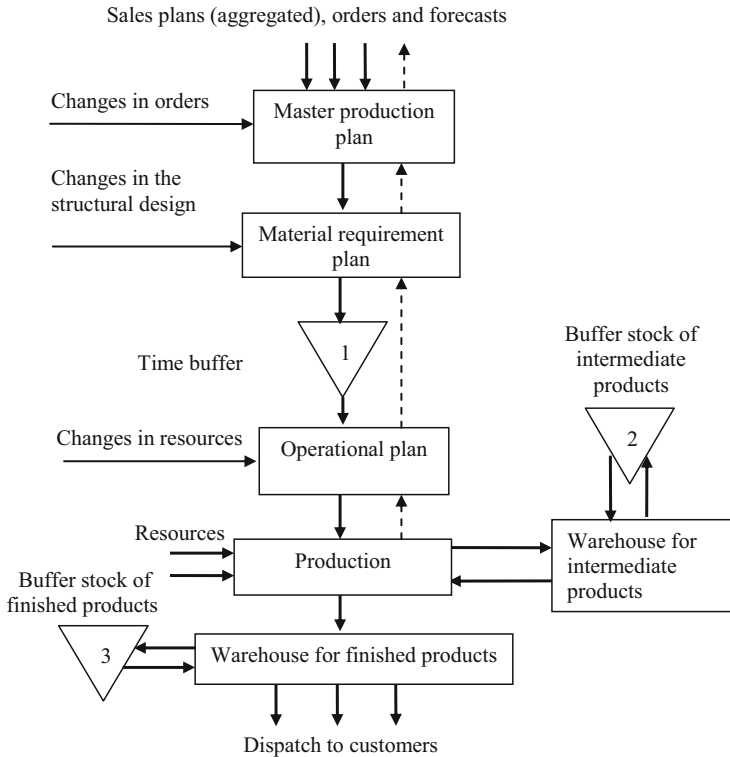 Sales plans (aggregated), orders and forecasts
Changes in orders
Master production
plan
Changes in the
structural design
Material requirement
plan
1
Time buffer
Buffer stock of
intermediate
products
2
Changes in resources
Operational plan
Resources
Production
Warehouse for
intermediate
products
Buffer stock of
finished products
3
Warehouse for finished products
Dispatch to customers